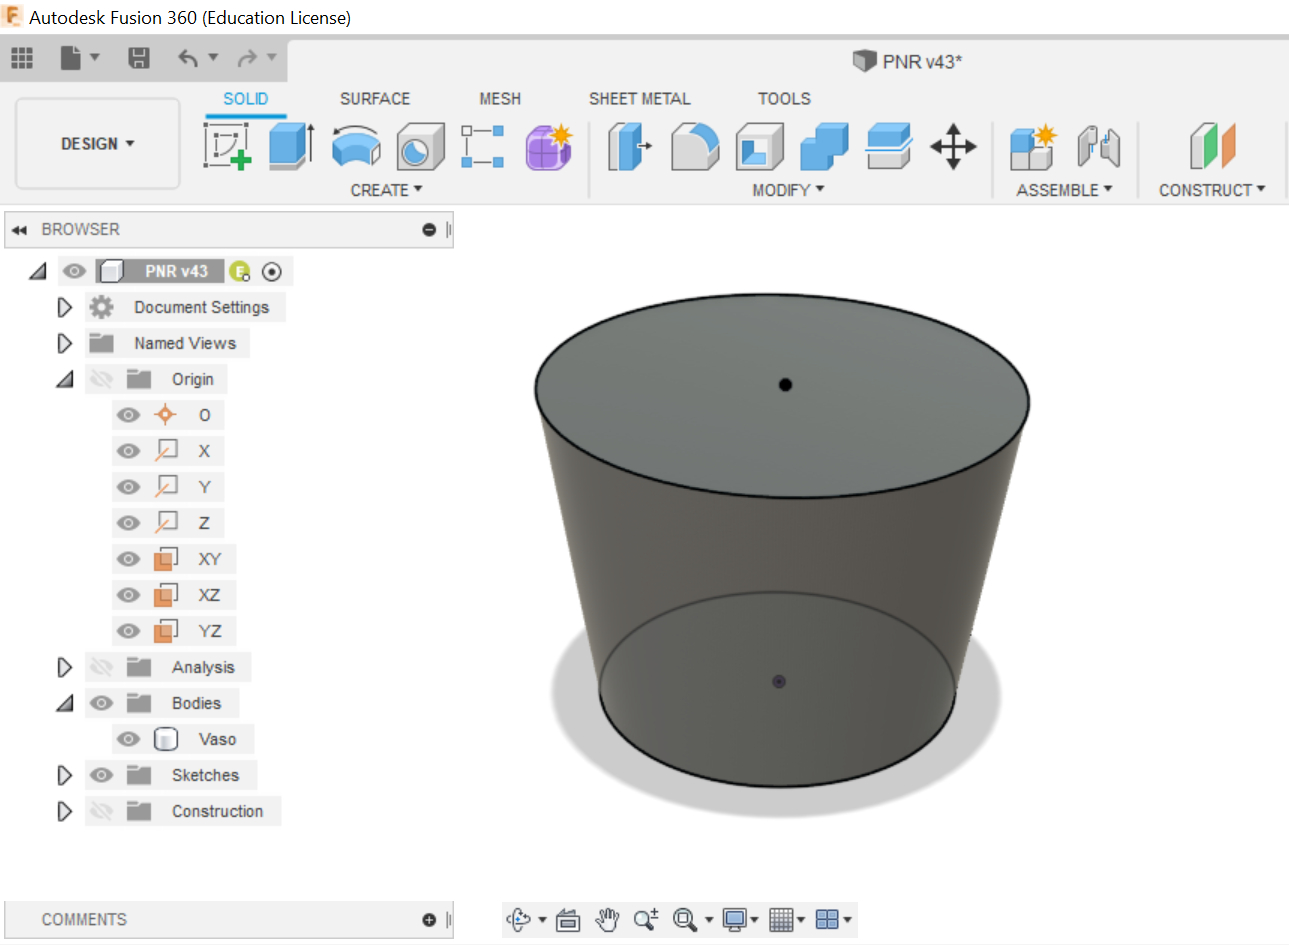 Autodesk Fusion 360 (Education License)
PNR v43*
SOLID SURFACE MESH SHEET METAL TOOLS
DESIGN
CREATE MODIFY ASSEMBLE CONSTRUCT
BROWSER
PNR v43
Document Settings
Named Views
Origin
O
X
Y
Z
XY
XZ
YZ
Analysis
Bodies
Vaso
Sketches
Construction
COMMENTS